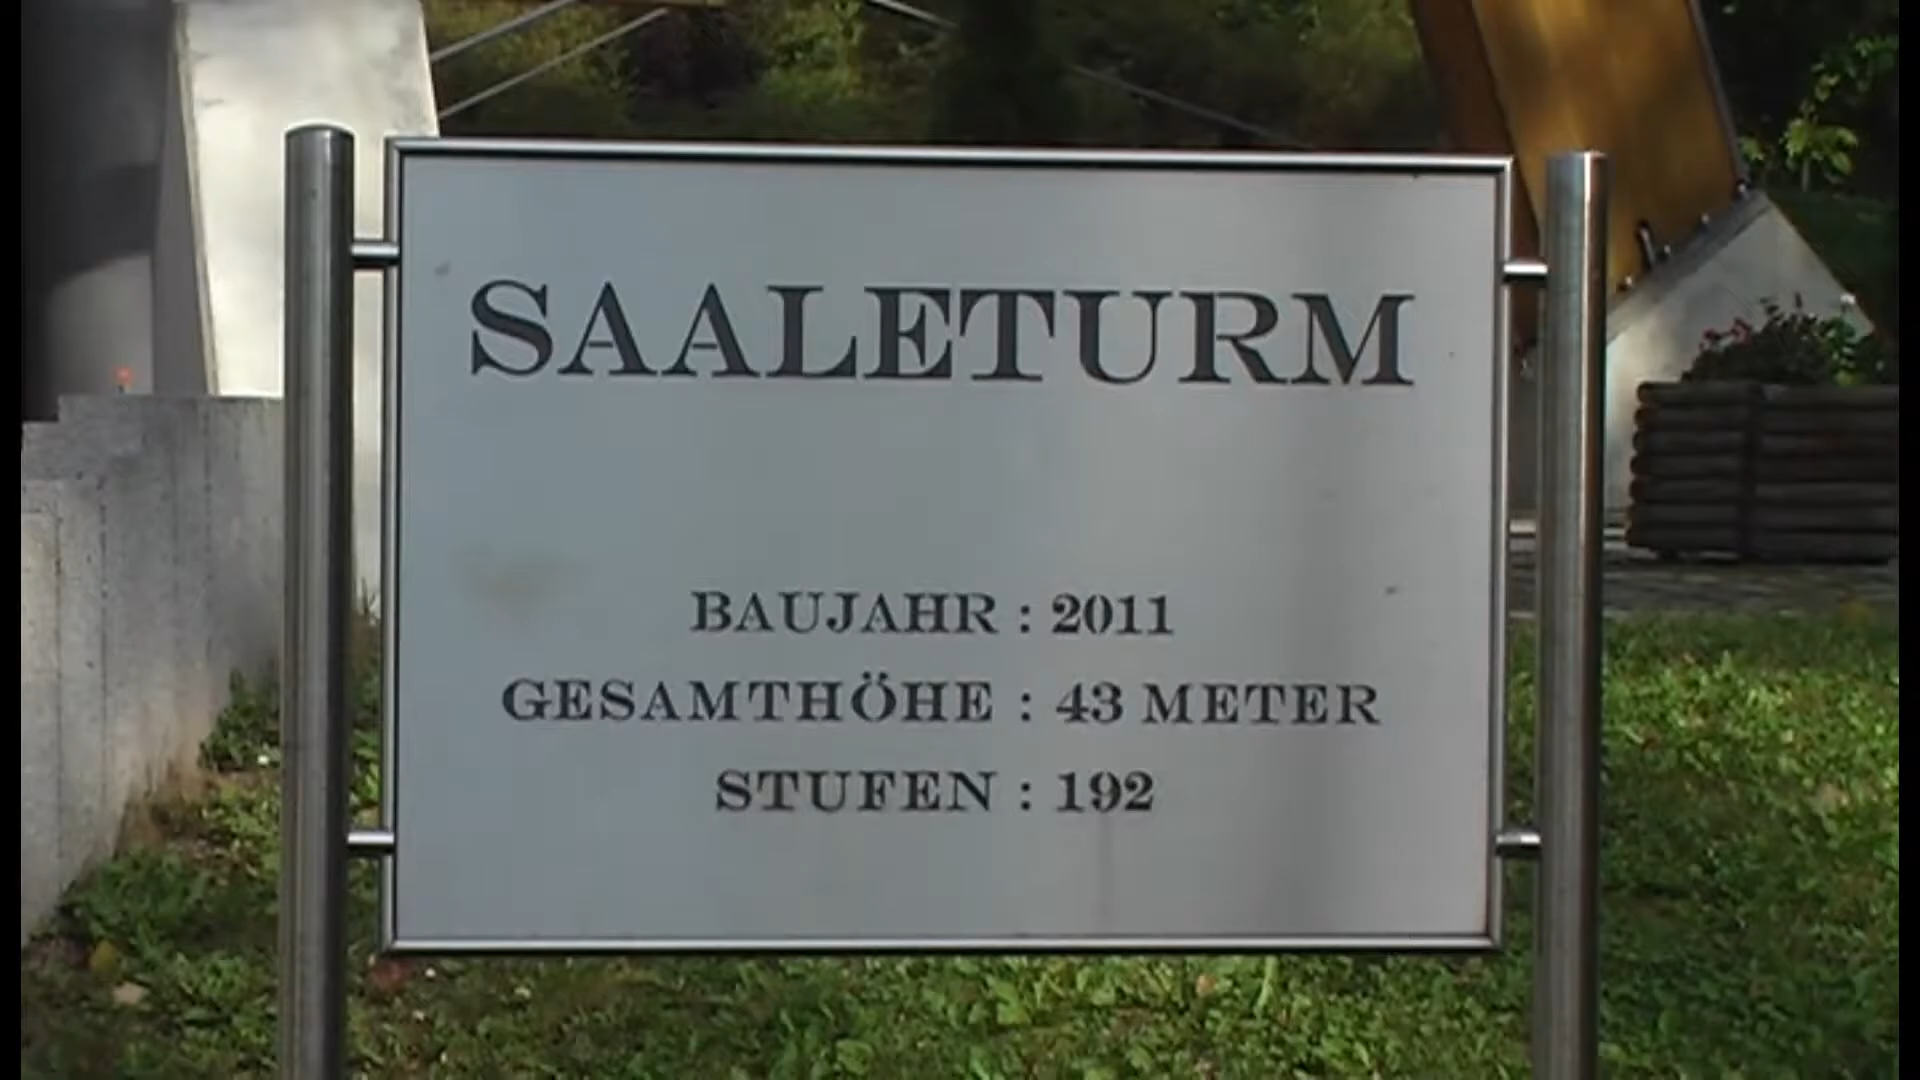 SAALETURM
BAUJAHR : 2011
GESAMTHÖHE : 43 METER
STUFEN : 192